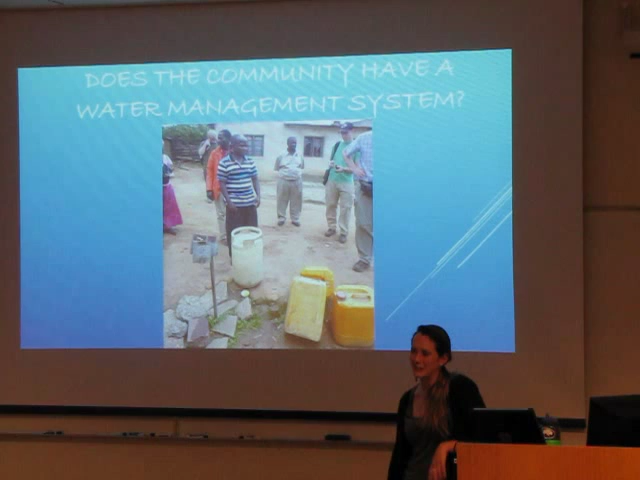 DOES THE COMMUNITY HAVE A
WATER MANAGEMENT SYSTEM?